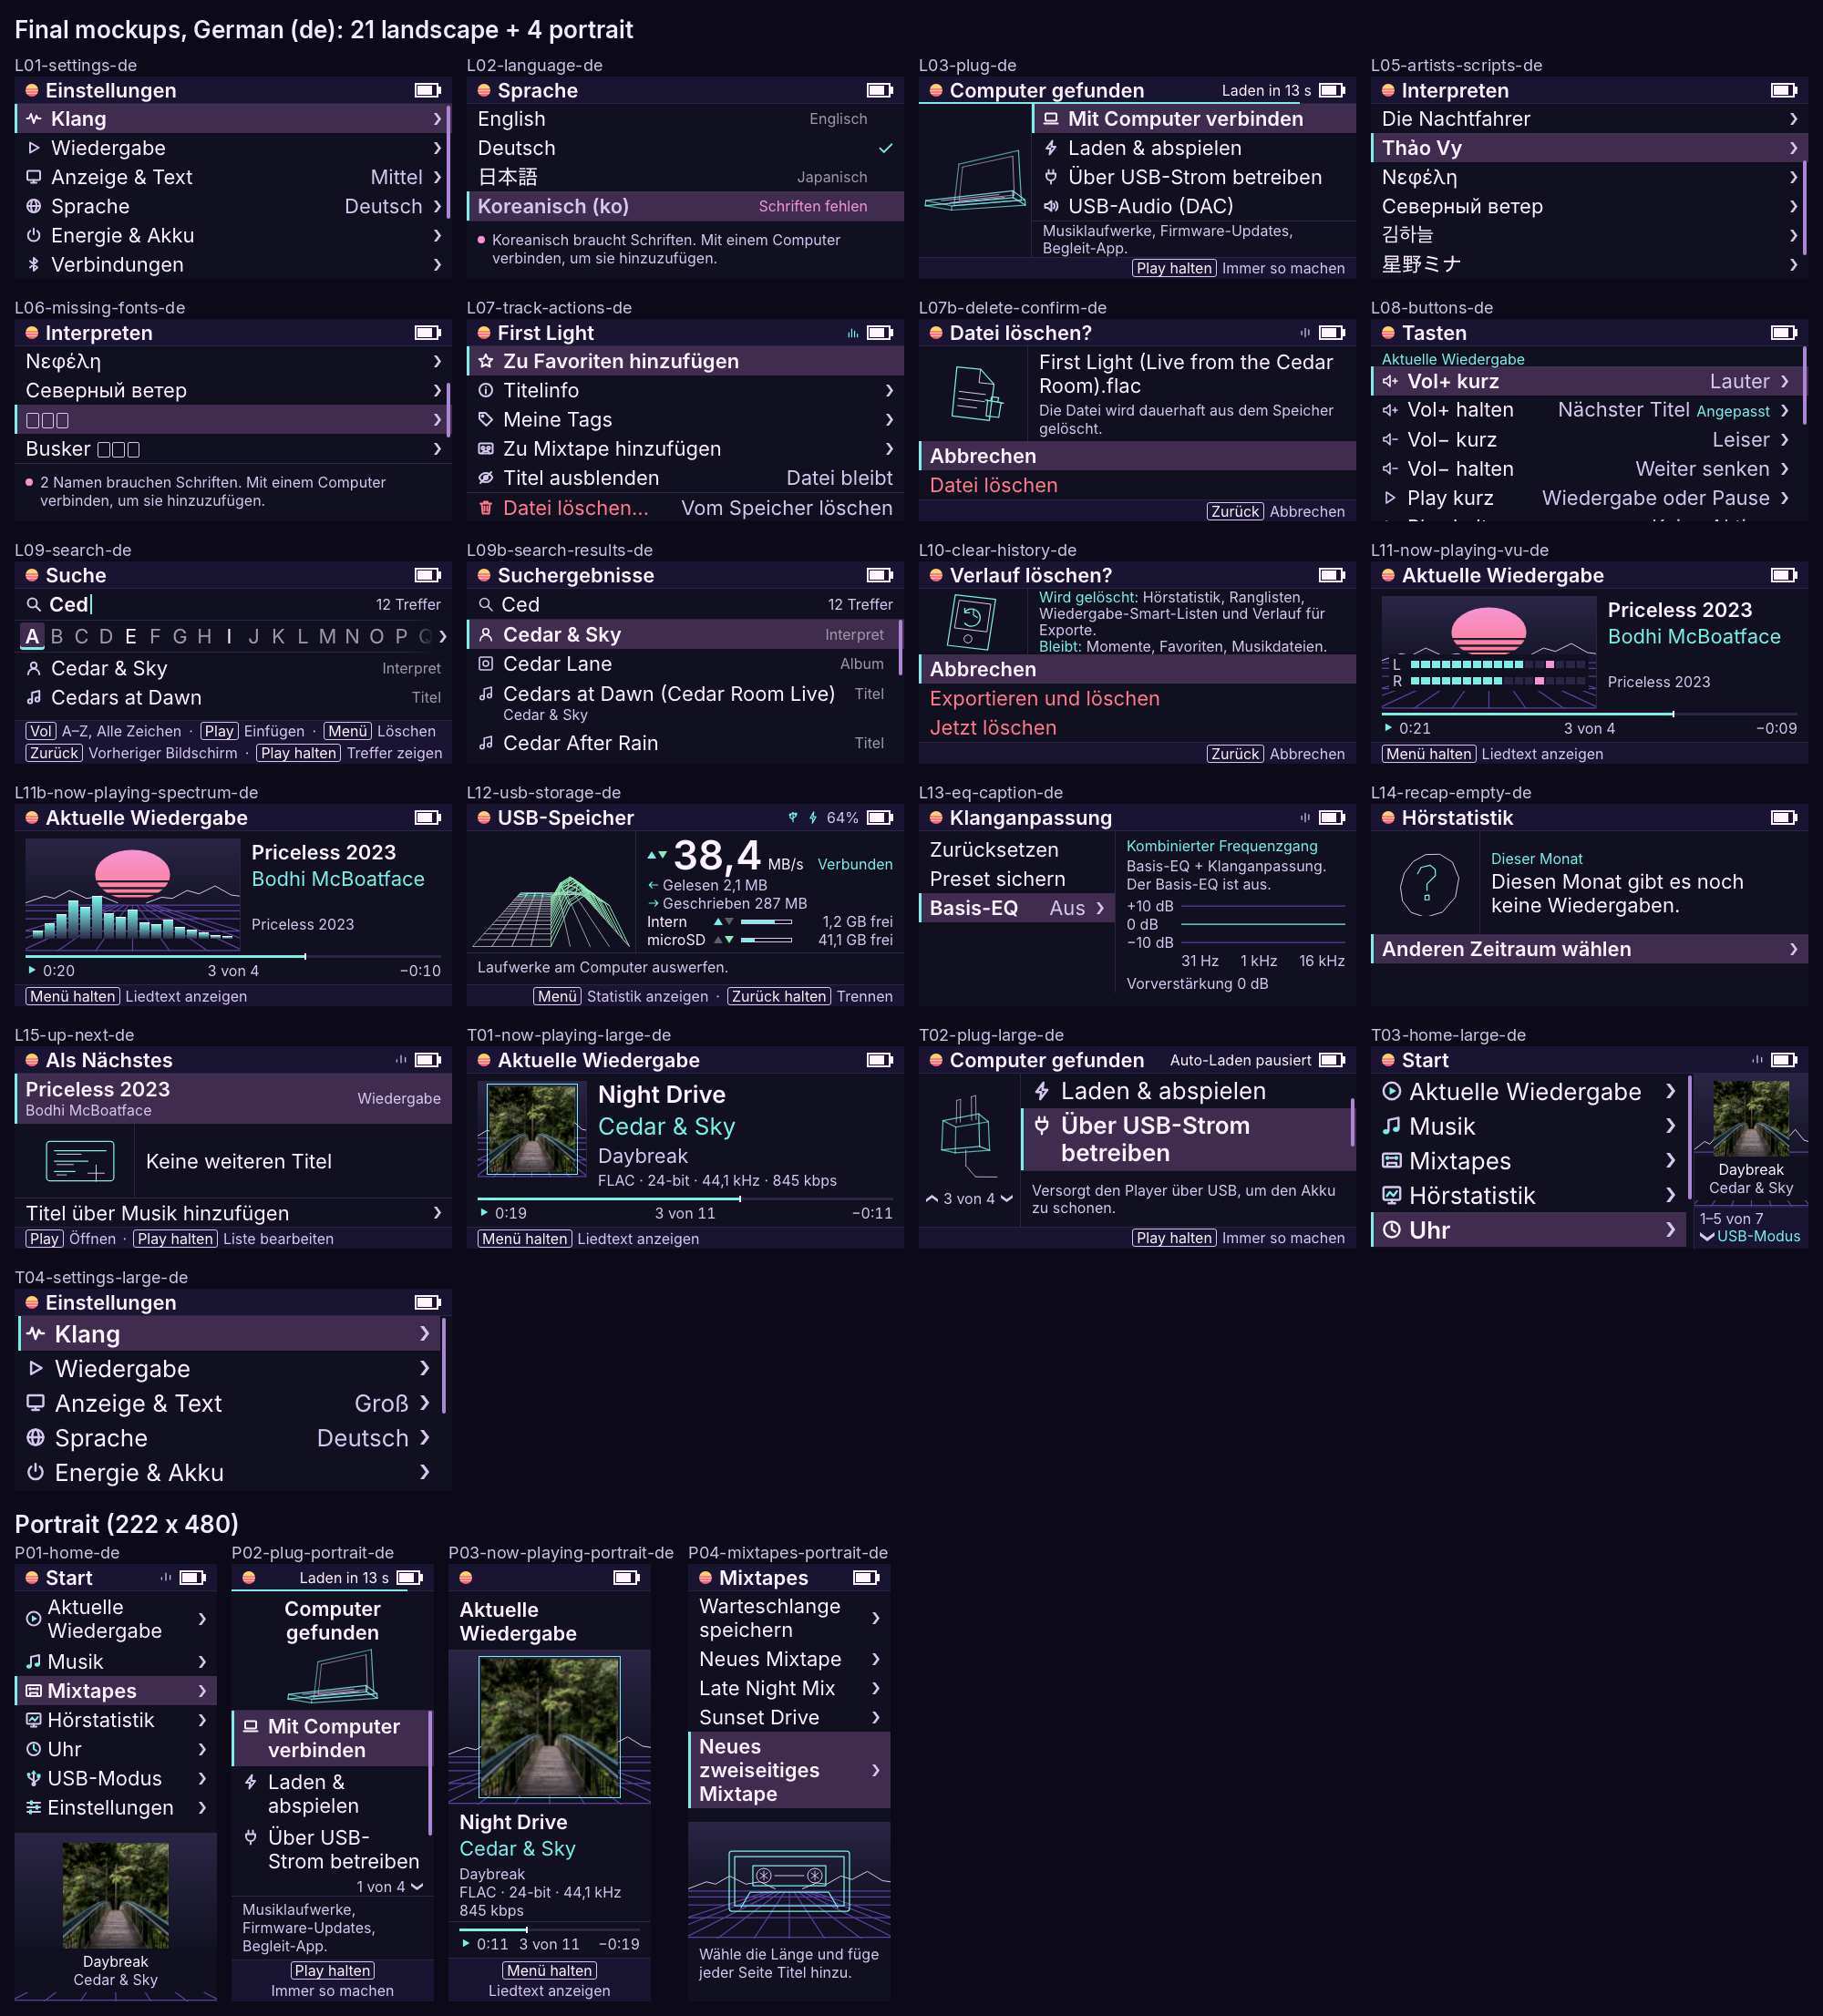 Final mockups, German (de): 21 landscape + 4 portrait
L01-settings-de
Einstellungen
Klang
Wiedergabe
Anzeige & Text Mittel
Sprache Deutsch
Energie & Akku
Verbindungen
L02-language-de
Sprache
English Englisch
Deutsch
日本語 Japanisch
Koreanisch (ko) Schriften fehlen
Koreanisch braucht Schriften. Mit einem Computer
verbinden, um sie hinzuzufügen.
L03-plug-de
Computer gefunden Laden in 13 s
Mit Computer verbinden
Laden & abspielen
Über USB-Strom betreiben
USB-Audio (DAC)
Musiklaufwerke, Firmware-Updates,
Begleit-App.
Play halten Immer so machen
L05-artists-scripts-de
Interpreten
Die Nachtfahrer
Thảo Vy
Νεφέλη
Северный ветер
김하늘
星野ミナ
L06-missing-fonts-de
Interpreten
Νεφέλη
Северный ветер
□□□
Busker □□□
2 Namen brauchen Schriften. Mit einem Computer
verbinden, um sie hinzuzufügen.
L07-track-actions-de
First Light
Zu Favoriten hinzufügen
Titelinfo
Meine Tags
Zu Mixtape hinzufügen
Titel ausblenden Datei bleibt
Datei löschen… Vom Speicher löschen
L07b-delete-confirm-de
Datei löschen?
First Light (Live from the Cedar
Room).flac
Die Datei wird dauerhaft aus dem Speicher
gelöscht.
Abbrechen
Datei löschen
Zurück Abbrechen
L08-buttons-de
Tasten
Aktuelle Wiedergabe
Vol+ kurz Lauter
Vol+ halten Nächster Titel Angepasst
Vol− kurz Leiser
Vol− halten Weiter senken
Play kurz Wiedergabe oder Pause
L09-search-de
Suche
Ced 12 Treffer
A B C D E F G H I J K L M N O P Q
Cedar & Sky Interpret
Cedars at Dawn Titel
Vol A–Z, Alle Zeichen · Play Einfügen · Menü Löschen
Zurück Vorheriger Bildschirm · Play halten Treffer zeigen
L09b-search-results-de
Suchergebnisse
Ced 12 Treffer
Cedar & Sky Interpret
Cedar Lane Album
Cedars at Dawn (Cedar Room Live) Titel
Cedar & Sky
Cedar After Rain Titel
L10-clear-history-de
Verlauf löschen?
Wird gelöscht: Hörstatistik, Ranglisten,
Wiedergabe-Smart-Listen und Verlauf für
Exporte.
Bleibt: Momente, Favoriten, Musikdateien.
Abbrechen
Exportieren und löschen
Jetzt löschen
Zurück Abbrechen
L11-now-playing-vu-de
Aktuelle Wiedergabe
Priceless 2023
Bodhi McBoatface
L
R
Priceless 2023
0:21 3 von 4 −0:09
Menü halten Liedtext anzeigen
L11b-now-playing-spectrum-de
Aktuelle Wiedergabe
Priceless 2023
Bodhi McBoatface
Priceless 2023
0:20 3 von 4 −0:10
Menü halten Liedtext anzeigen
L12-usb-storage-de
USB-Speicher 64%
38,4 MB/s Verbunden
← Gelesen 2,1 MB
→ Geschrieben 287 MB
Intern 1,2 GB frei
microSD 41,1 GB frei
Laufwerke am Computer auswerfen.
Menü Statistik anzeigen · Zurück halten Trennen
L13-eq-caption-de
Klanganpassung
Zurücksetzen
Preset sichern
Basis-EQ Aus
Kombinierter Frequenzgang
Basis-EQ + Klanganpassung.
Der Basis-EQ ist aus.
+10 dB
0 dB
−10 dB
31 Hz 1 kHz 16 kHz
Vorverstärkung 0 dB
L14-recap-empty-de
Hörstatistik
Dieser Monat
Diesen Monat gibt es noch
keine Wiedergaben.
Anderen Zeitraum wählen
L15-up-next-de
Als Nächstes
Priceless 2023
Bodhi McBoatface
Wiedergabe
Keine weiteren Titel
Titel über Musik hinzufügen
Play Öffnen · Play halten Liste bearbeiten
T01-now-playing-large-de
Aktuelle Wiedergabe
Night Drive
Cedar & Sky
Daybreak
FLAC · 24-bit · 44,1 kHz · 845 kbps
0:19 3 von 11 −0:11
Menü halten Liedtext anzeigen
T02-plug-large-de
Computer gefunden Auto-Laden pausiert
Laden & abspielen
Über USB-Strom
betreiben
3 von 4
Versorgt den Player über USB, um den Akku
zu schonen.
Play halten Immer so machen
T03-home-large-de
Start
Aktuelle Wiedergabe
Musik
Mixtapes
Hörstatistik
Uhr
Daybreak
Cedar & Sky
1–5 von 7
USB-Modus
T04-settings-large-de
Einstellungen
Klang
Wiedergabe
Anzeige & Text Groß
Sprache Deutsch
Energie & Akku
Portrait (222 x 480)
P01-home-de
Start
Aktuelle
Wiedergabe
Musik
Mixtapes
Hörstatistik
Uhr
USB-Modus
Einstellungen
Daybreak
Cedar & Sky
P02-plug-portrait-de
Laden in 13 s
Computer
gefunden
Mit Computer
verbinden
Laden &
abspielen
Über USB-
Strom betreiben
1 von 4
Musiklaufwerke,
Firmware-Updates,
Begleit-App.
Play halten
Immer so machen
P03-now-playing-portrait-de
Aktuelle
Wiedergabe
Night Drive
Cedar & Sky
Daybreak
FLAC · 24-bit · 44,1 kHz
845 kbps
0:11 3 von 11 −0:19
Menü halten
Liedtext anzeigen
P04-mixtapes-portrait-de
Mixtapes
Warteschlange
speichern
Neues Mixtape
Late Night Mix
Sunset Drive
Neues
zweiseitiges
Mixtape
Wähle die Länge und füge
jeder Seite Titel hinzu.